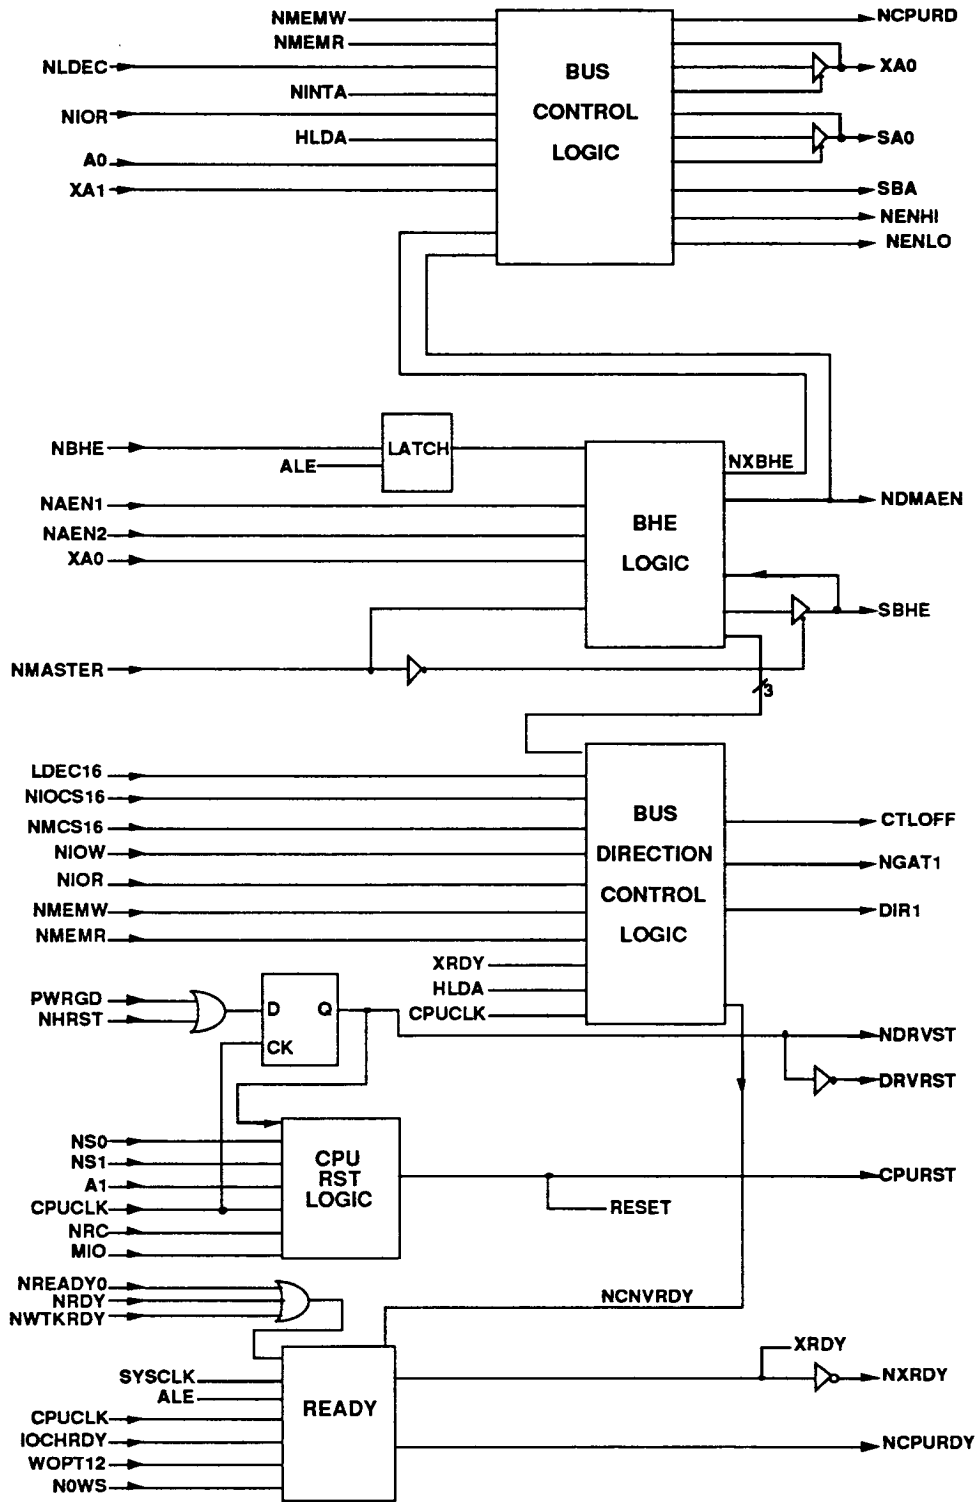 NMEMW
NMEMR
NLDEC
NINTA
NIOR
HLDA
A0
XA1
BUS
CONTROL
LOGIC
NCPURD
XA0
SA0
SBA
NENHI
NENLO
NBHE
ALE
LATCH
NAEN1
NAEN2
XA0
NMASTER
BHE
LOGIC
NXBHE
NDMAEN
SBHE
3
LDEC16
NIOCS16
NMCS16
NIOW
NIOR
NMEMW
NMEMR
XRDY
HLDA
CPUCLK
BUS
DIRECTION
CONTROL
LOGIC
CTLOFF
NGAT1
DIR1
PWRGD
NHRST
D Q
CK
NDRVST
DRVRST
NS0
NS1
A1
CPUCLK
NRC
MIO
CPU
RST
LOGIC
CPURST
RESET
NREADY0
NRDY
NWTKRDY
NCNVRDY
SYSCLK
ALE
CPUCLK
IOCHRDY
WOPT12
N0WS
READY
XRDY
NXRDY
NCPURDY